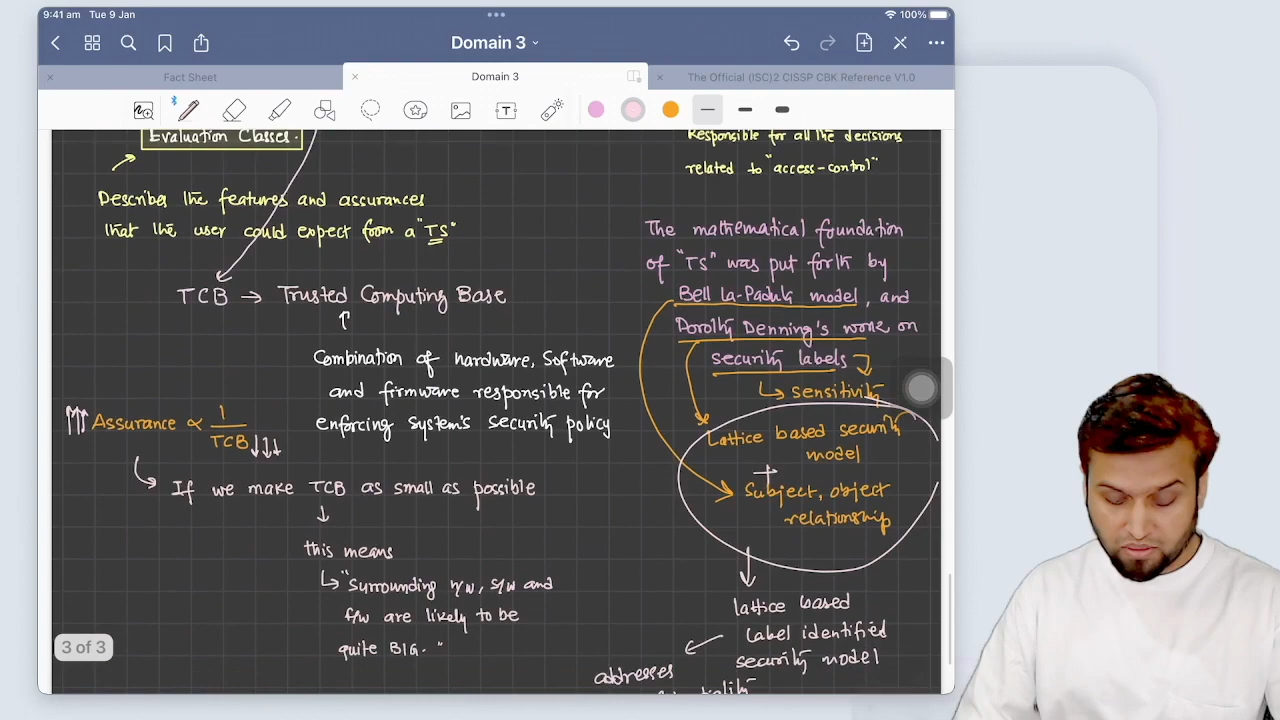 9:41 am Tue 9 Jan
100%
Domain 3
Fact Sheet
Domain 3
The Official (ISC)2 CISSP CBK Reference V1.0
Evaluation Classes.
Describes the features and assurances
that the user could expect from a "TS"
TCB → Trusted Computing Base
Combination of hardware, Software
and firmware responsible for
enforcing system's security policy
Assurance ∝ 1
TCB
If we make TCB as small as possible
this means
"Surrounding H/W, S/W and
f/w are likely to be
quite BIG. "
3 of 3
Responsible for all the decisions
related to "access-control"
The mathematical foundation
of "TS" was put forth by
Bell la-Padula model, and
Dorothy Denning's work on
security labels
sensitivity
Lattice based security
model
+
Subject, object
relationship
lattice based
label identified
security model
addresses